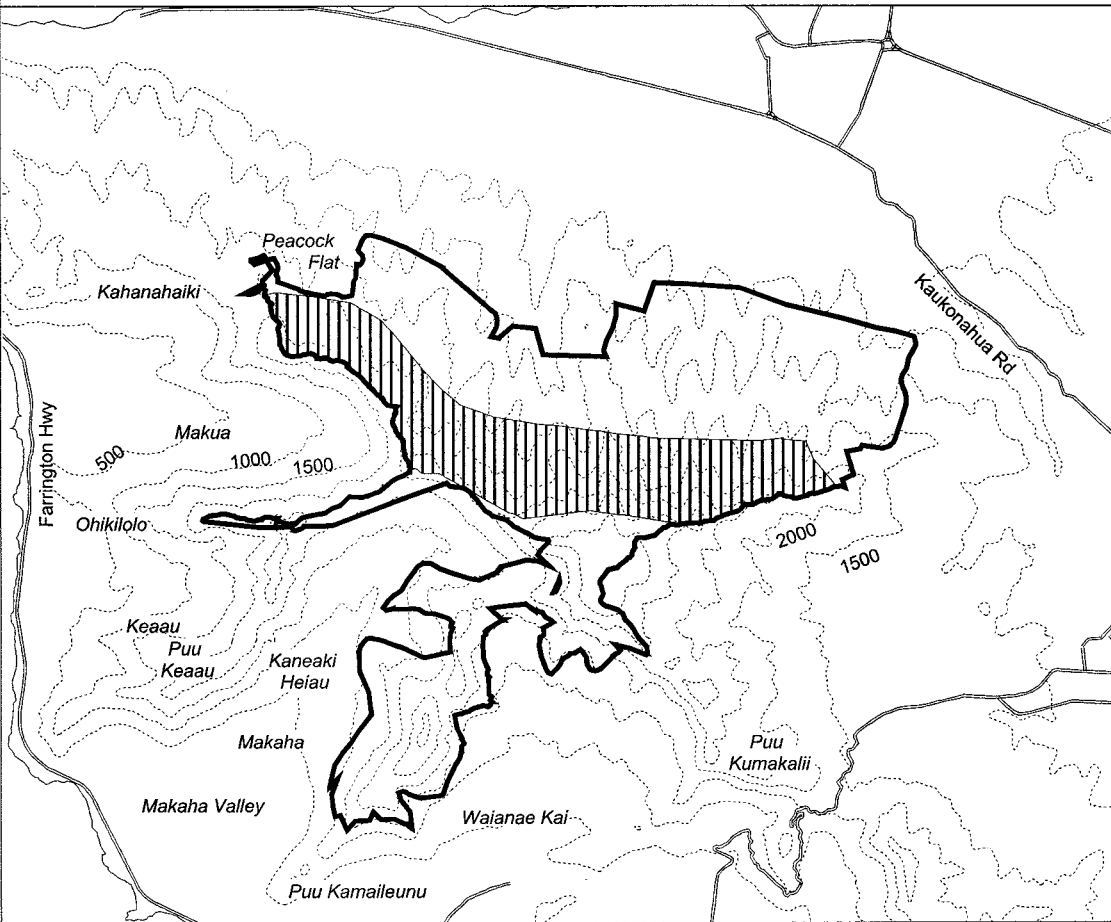 Peacock
Flat
Kahanahaiki
Kaukonahua Rd
Farrington Hwy
Makua
500
1000
1500
Ohikilolo
2000
1500
Keaau
Puu
Keaau
Kaneaki
Heiau
Makaha
Puu
Kumakalii
Makaha Valley
Waianae Kai
Puu Kamaileunu